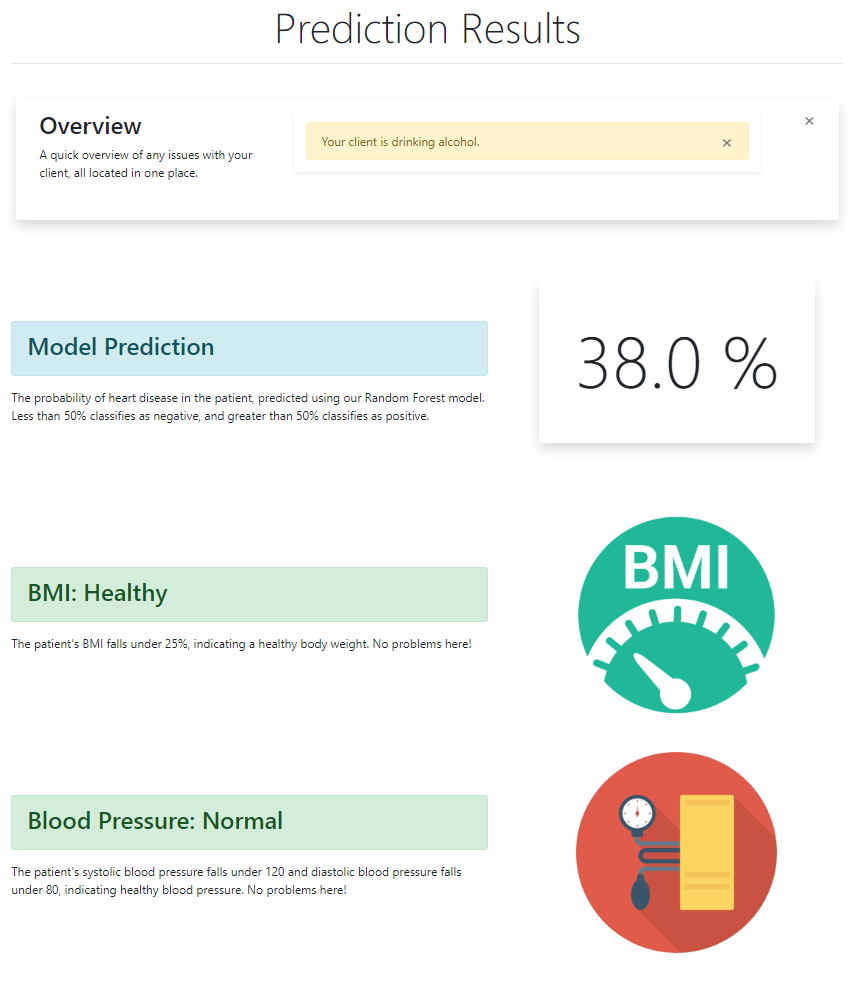 Prediction Results
Overview
A quick overview of any issues with your
client, all located in one place.
Your client is drinking alcohol.
×
×
Model Prediction
The probability of heart disease in the patient, predicted using our Random Forest model.
Less than 50% classifies as negative, and greater than 50% classifies as positive.
38.0 %
BMI: Healthy
The patient's BMI falls under 25%, indicating a healthy body weight. No problems here!
BMI
Blood Pressure: Normal
The patient's systolic blood pressure falls under 120 and diastolic blood pressure falls
under 80, indicating healthy blood pressure. No problems here!